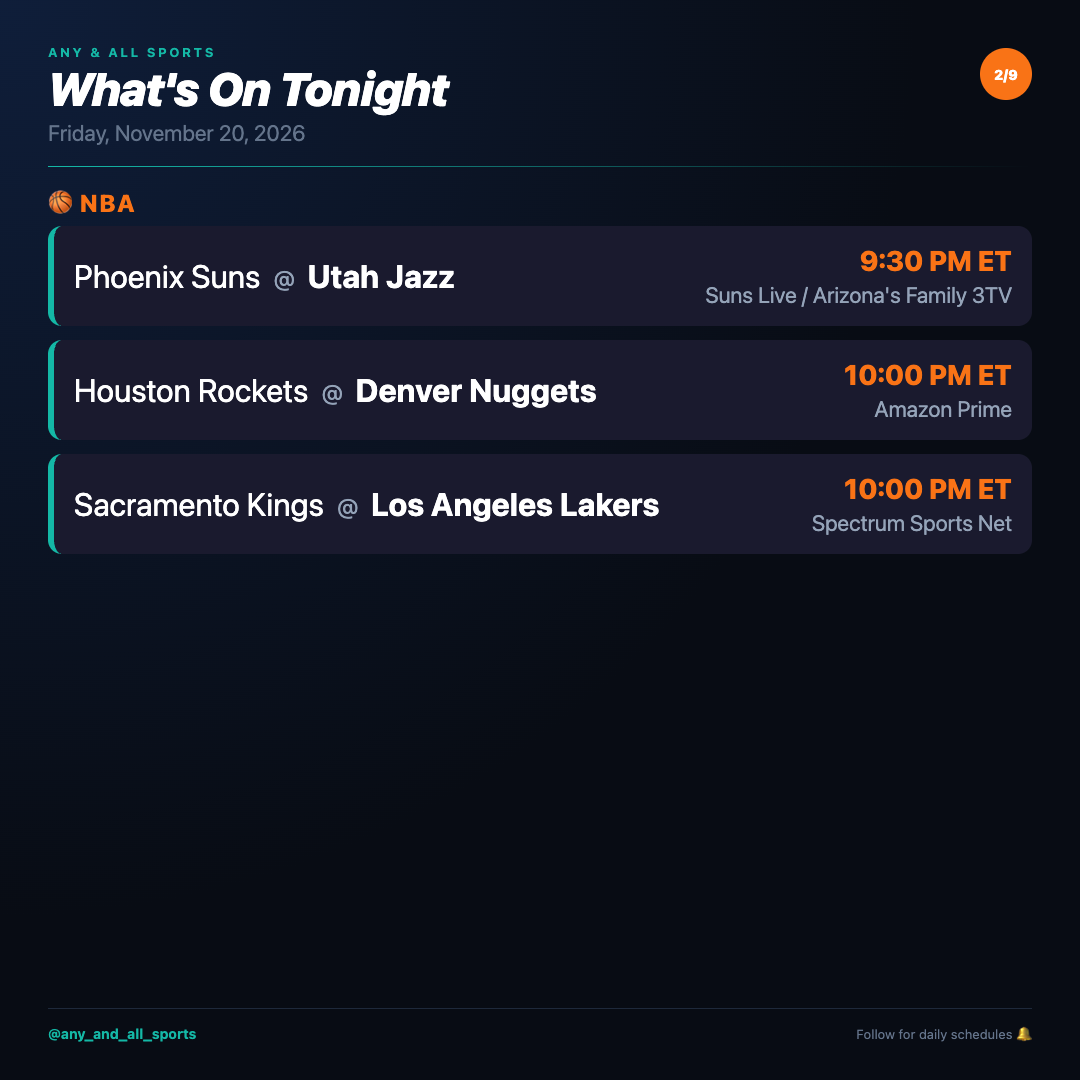 ANY & ALL SPORTS
What's On Tonight
Friday, November 20, 2026
2/9
🏀 NBA
Phoenix Suns @ Utah Jazz
9:30 PM ET
Suns Live / Arizona's Family 3TV
Houston Rockets @ Denver Nuggets
10:00 PM ET
Amazon Prime
Sacramento Kings @ Los Angeles Lakers
10:00 PM ET
Spectrum Sports Net
@any_and_all_sports
Follow for daily schedules 🔔